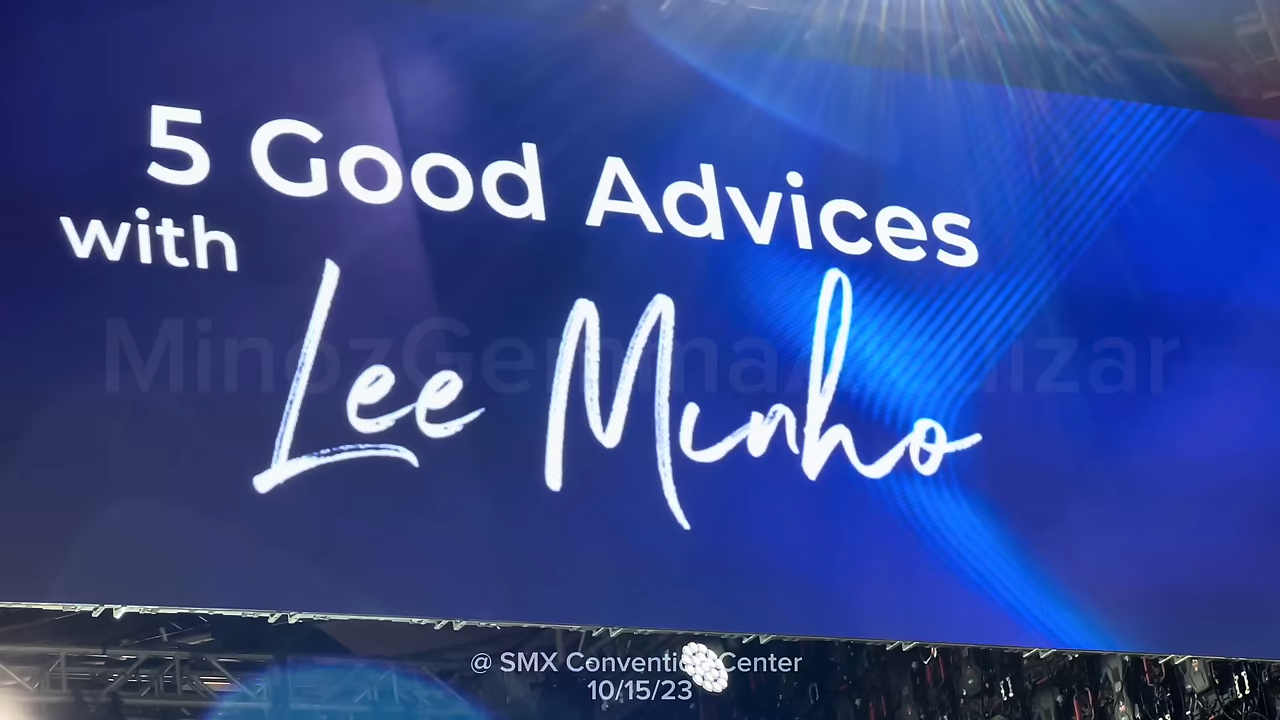 5 Good Advices
with
Lee Minho
@ SMX Convention Center
10/15/23